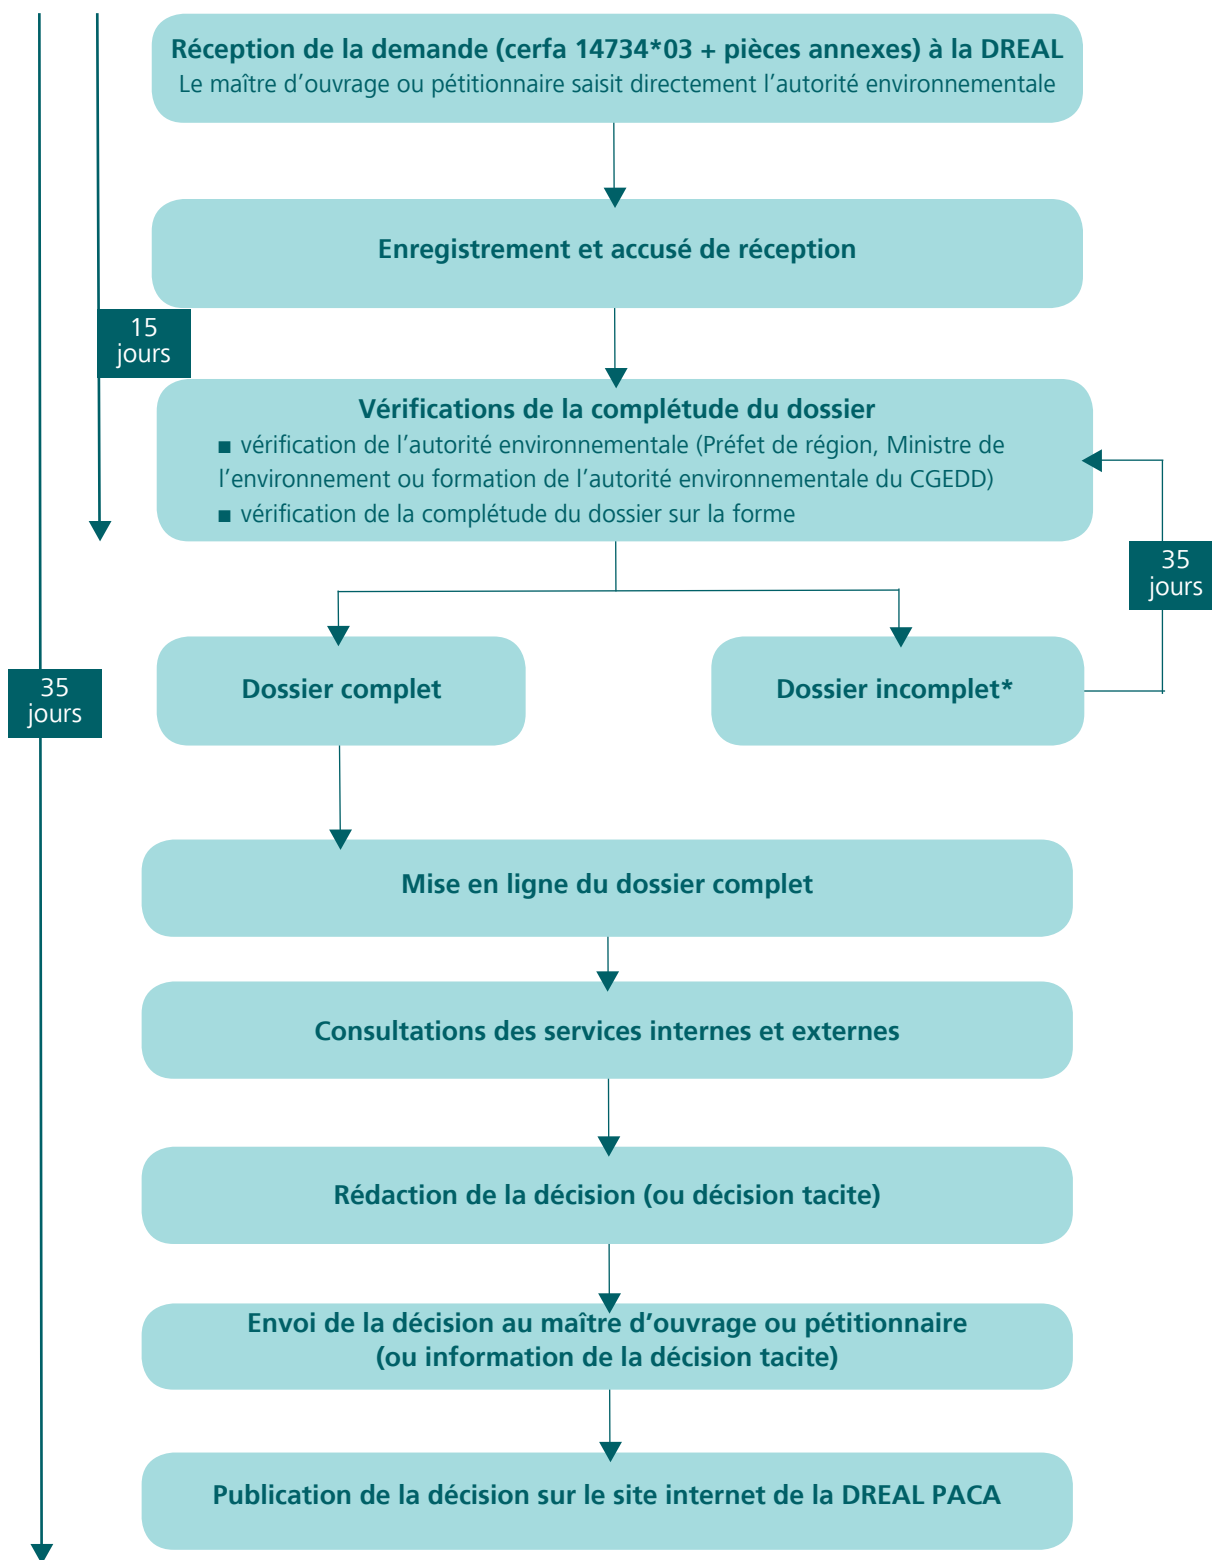 Réception de la demande (cerfa 14734*03 + pièces annexes) à la DREAL
Le maître d’ouvrage ou pétitionnaire saisit directement l’autorité environnementale
Enregistrement et accusé de réception
15
jours
Vérifications de la complétude du dossier
■ vérification de l’autorité environnementale (Préfet de région, Ministre de
l’environnement ou formation de l’autorité environnementale du CGEDD)
■ vérification de la complétude du dossier sur la forme
35
jours
Dossier complet
Dossier incomplet*
35
jours
Mise en ligne du dossier complet
Consultations des services internes et externes
Rédaction de la décision (ou décision tacite)
Envoi de la décision au maître d’ouvrage ou pétitionnaire
(ou information de la décision tacite)
Publication de la décision sur le site internet de la DREAL PACA